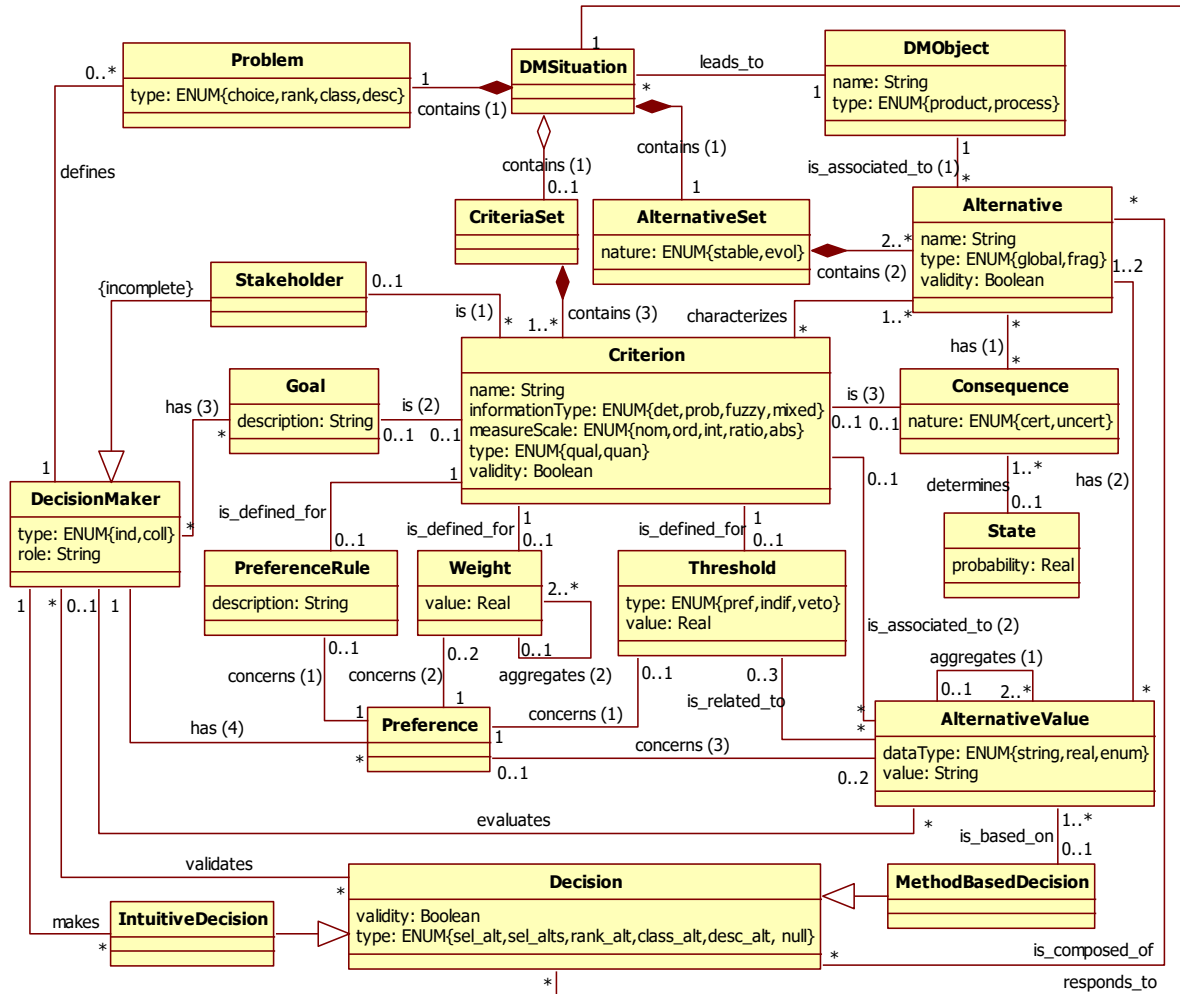 Problem
type: ENUM{choice,rank,class,desc}
0..*
1
contains (1)
DMSituation
1
*
leads_to
1
DMObject
name: String
type: ENUM{product,process}
defines
contains (1)
0..1
contains (1)
1
1
is_associated_to (1)
*
CriteriaSet
AlternativeSet
nature: ENUM{stable,evol}
2..*
contains (2)
Alternative
name: String
type: ENUM{global,frag}
validity: Boolean
*
1..2
{incomplete}
Stakeholder
0..1
is (1)
*
1..*
contains (3)
characterizes
*
1..*
*
has (1)
*
Criterion
name: String
informationType: ENUM{det,prob,fuzzy,mixed}
measureScale: ENUM{nom,ord,int,ratio,abs}
type: ENUM{qual,quan}
validity: Boolean
has (3)
*
Goal
description: String
is (2)
0..1
0..1
is (3)
0..1
0..1
Consequence
nature: ENUM{cert,uncert}
1
DecisionMaker
type: ENUM{ind,coll}
role: String
*
1
is_defined_for
0..1
1
is_defined_for
0..1
1
is_defined_for
0..1
0..1
1..*
determines
0..1
has (2)
State
probability: Real
PreferenceRule
description: String
Weight
value: Real
2..*
0..1
aggregates (2)
Threshold
type: ENUM{pref,indif,veto}
value: Real
is_associated_to (2)
1
*
0..1
1
0..1
concerns (1)
1
0..2
concerns (2)
1
0..1
concerns (1)
1
0..3
is_related_to
*
*
aggregates (1)
0..1
2..*
*
has (4)
*
Preference
concerns (3)
0..1
0..2
AlternativeValue
dataType: ENUM{string,real,enum}
value: String
evaluates
*
1..*
is_based_on
0..1
validates
*
Decision
validity: Boolean
type: ENUM{sel_alt,sel_alts,rank_alt,class_alt,desc_alt, null}
MethodBasedDecision
makes
*
IntuitiveDecision
*
is_composed_of
*
responds_to